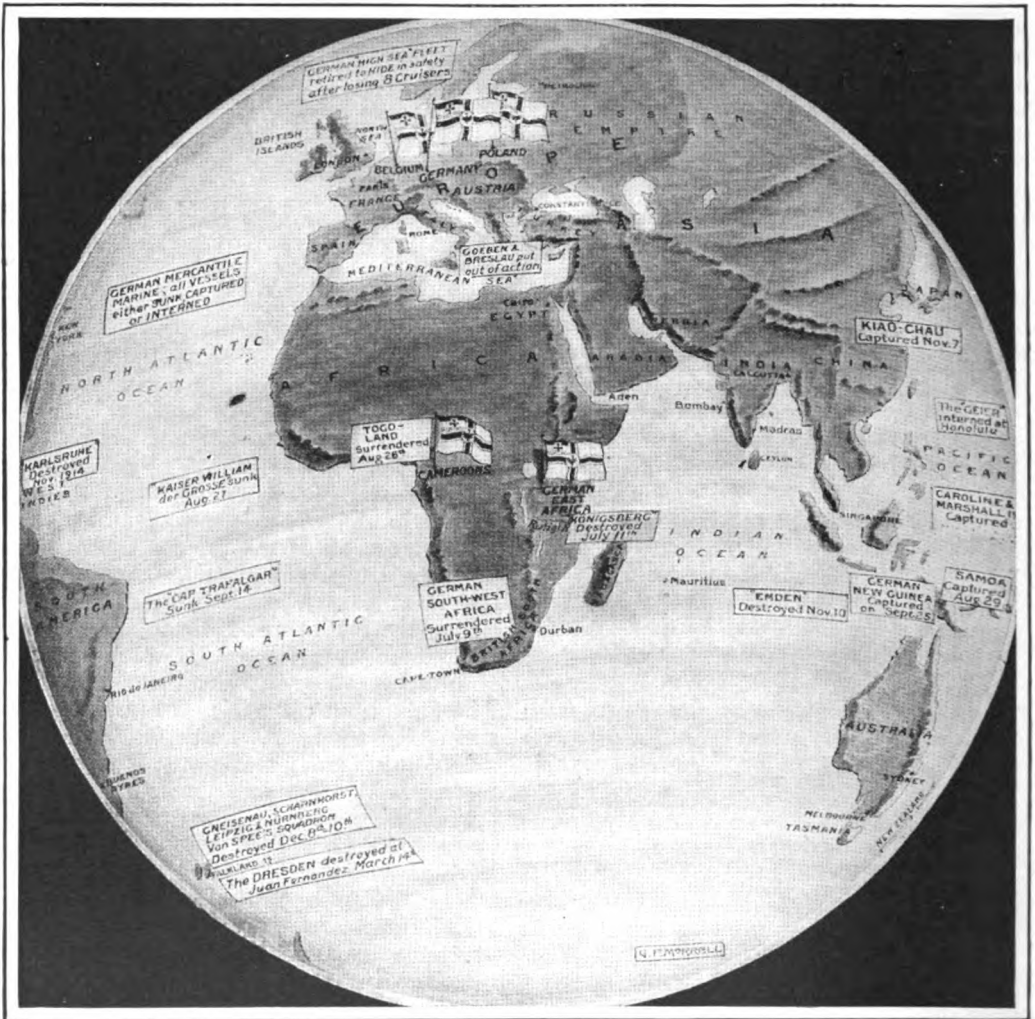 "GERMAN HIGH SEA" FLEET
retired to HIDE in safety
after losing 8 Cruisers
RUSSIAN
EMPIRE
BRITISH
ISLANDS
NORTH
SEA
LONDON
BELGIUM
GERMANY
POLAND
PARIS
FRANCE
AUSTRIA
EUROPE
SPAIN
ROME
ASIA
MEDITERRANEAN
SEA
GOEBEN &
BRESLAU put
out of action
GERMAN MERCANTILE
MARINE; all VESSELS
either SUNK CAPTURED
or INTERNED
NEW
YORK
NORTH ATLANTIC
OCEAN
Cairo
EGYPT
AFRICA
ARABIA
PERSIA
INDIA
CALCUTTA
CHINA
JAPAN
KIAO-CHAU
Captured Nov. 7
Aden
Bombay
Madras
CEYLON
The "GEIER"
interned at
Honolulu
PACIFIC
OCEAN
KARLSRUHE
Destroyed
Nov. 1914
WEST
INDIES
"KAISER WILLIAM
der GROSSE sunk
Aug. 27
TOGO-
LAND
Surrendered
Aug 26th
CAMEROONS
GERMAN
EAST
AFRICA
KÖNIGSBERG"
Destroyed
July 11th
INDIAN
OCEAN
SINGAPORE
CAROLINE &
MARSHALL IS
Captured
SOUTH
AMERICA
The "CAP TRAFALGAR"
Sunk Sept. 14
SOUTH ATLANTIC
OCEAN
RIO de JANEIRO
GERMAN
SOUTH-WEST
AFRICA
Surrendered
July 9th
BRITISH SOUTH
AFRICA
Durban
CAPE-TOWN
Mauritius
"EMDEN"
Destroyed Nov. 10
GERMAN
NEW GUINEA
Captured
on Sept. 25
SAMOA
Captured
Aug 29
AUSTRALIA
SYDNEY
MELBOURNE
TASMANIA
NEW ZEALAND
BUENOS
AYRES
GNEISENAU, SCHARNHORST,
LEIPZIG & NÜRNBERG
Von SPEE'S SQUADRON
Destroyed Dec. 8th 10th
FALKLAND IS
The DRESDEN destroyed at
Juan Fernandez March 14th